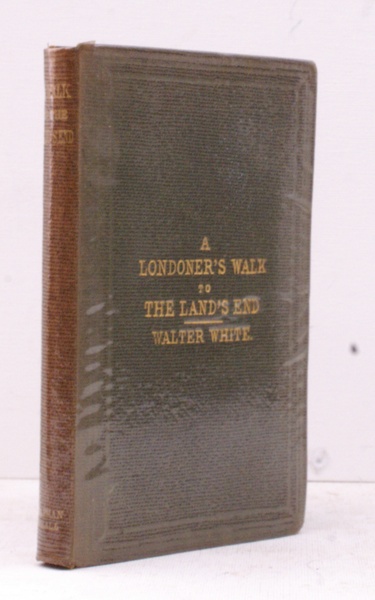 A
LONDONER'S WALK
TO
THE LAND'S END
WALTER WHITE.